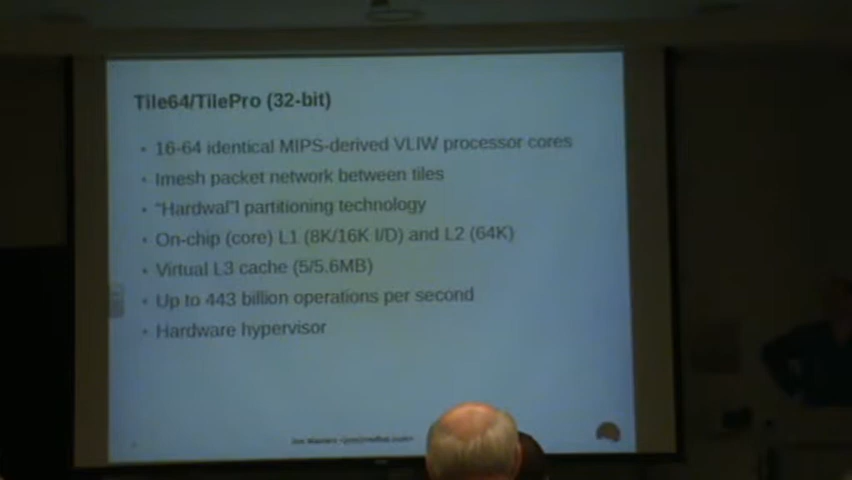 Tile64/TilePro (32-bit)
• 16-64 identical MIPS-derived VLIW processor cores
• Imesh packet network between tiles
• "Hardwal"l partitioning technology
• On-chip (core) L1 (8K/16K I/D) and L2 (64K)
• Virtual L3 cache (5/5.6MB)
• Up to 443 billion operations per second
• Hardware hypervisor